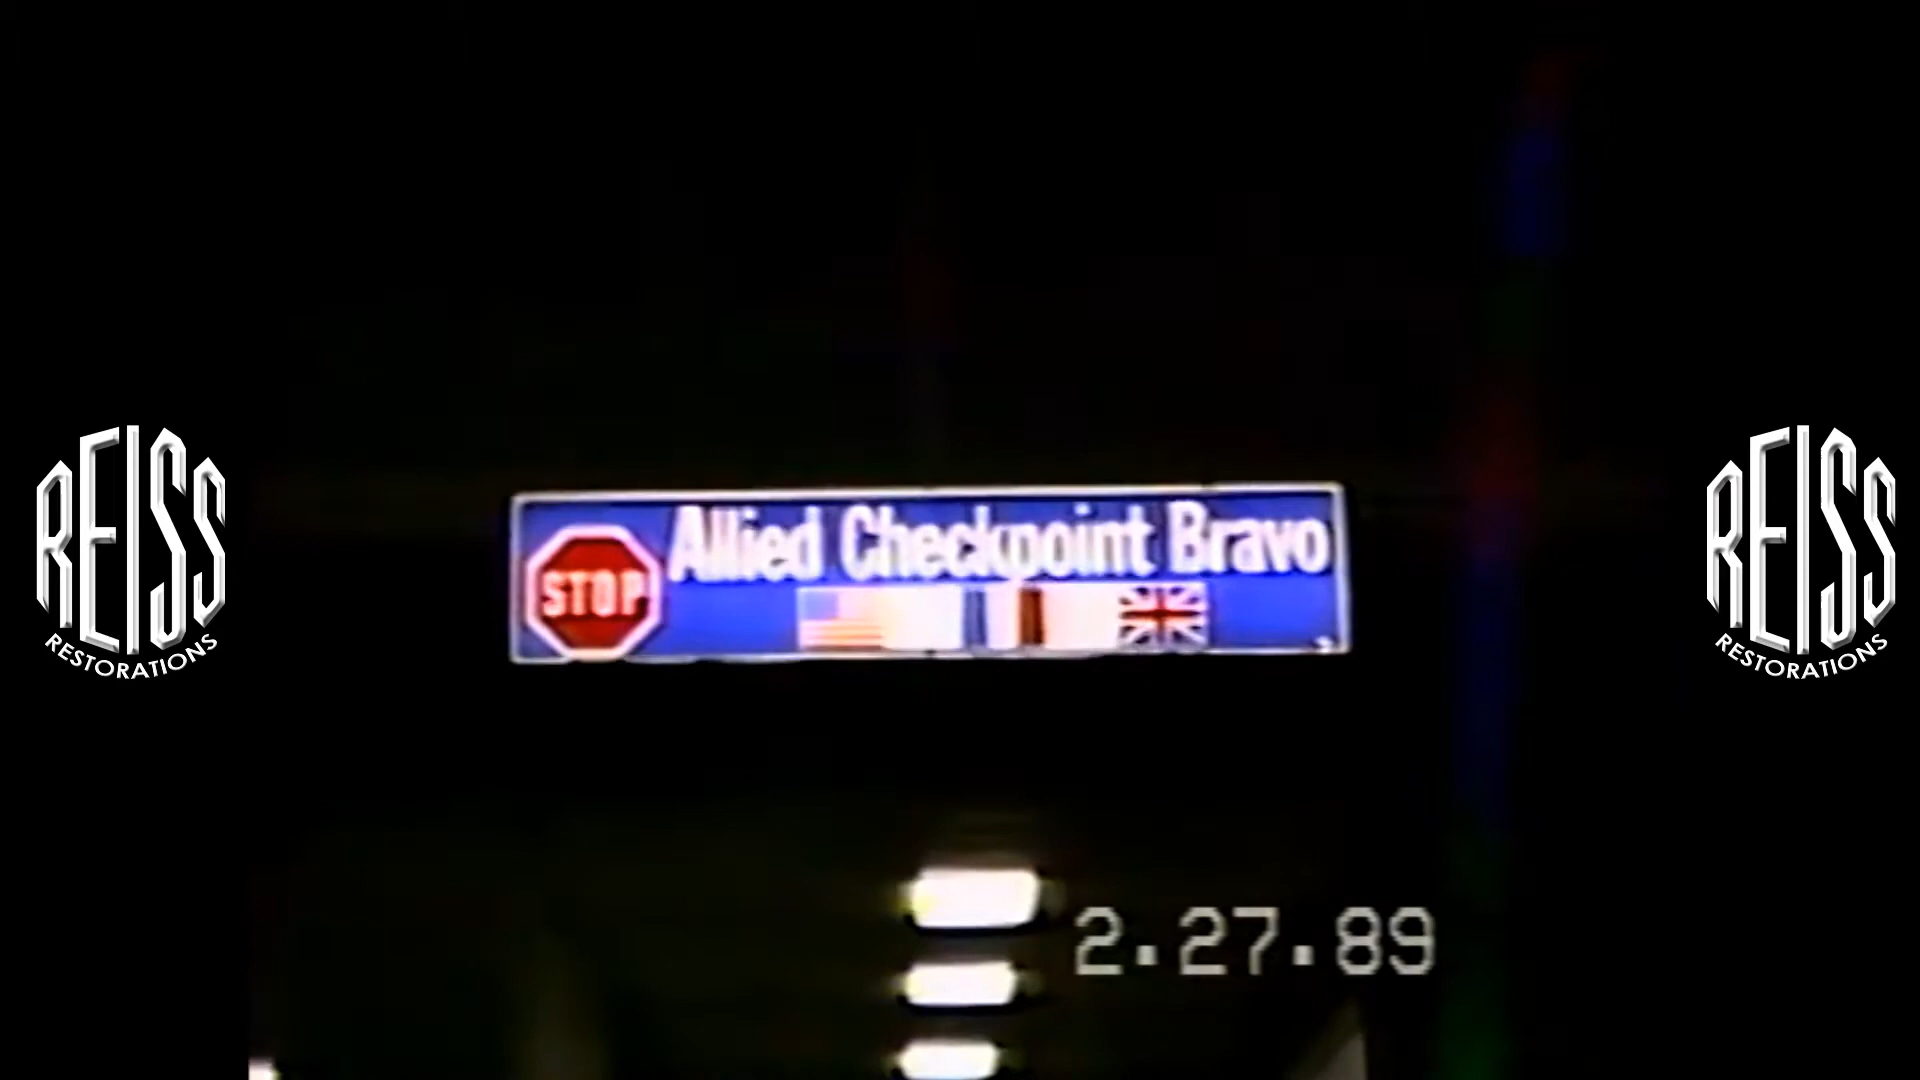 Allied Checkpoint Bravo
STOP
REISS
RESTORATIONS
REISS
RESTORATIONS
2.27.89